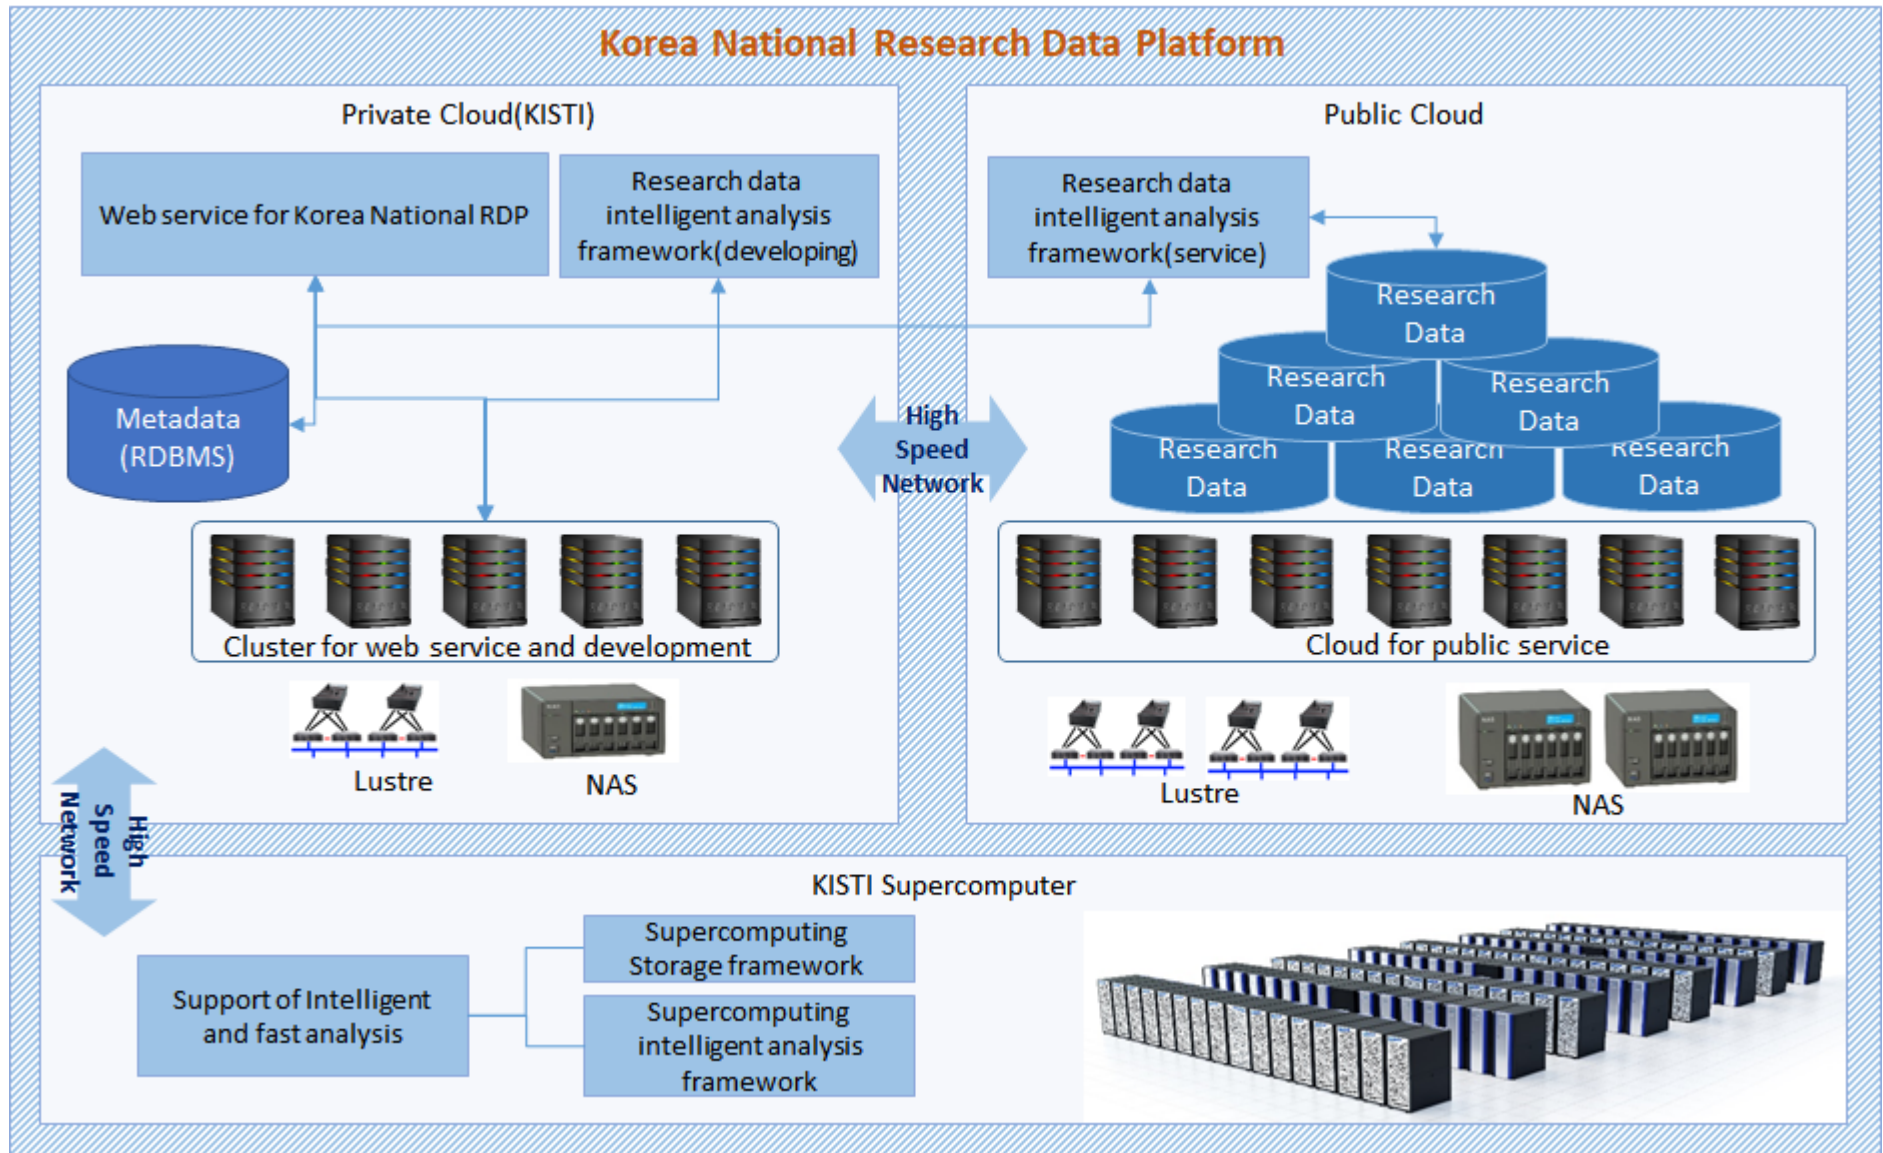 Korea National Research Data Platform
Private Cloud(KISTI)
Web service for Korea National RDP
Research data
intelligent analysis
framework(developing)
Metadata
(RDBMS)
Cluster for web service and development
Lustre
NAS
NAS
High
Speed
Network
Public Cloud
Research data
intelligent analysis
framework(service)
Research
Data
Research
Data
Research
Data
Research
Data
Research
Data
Research
Data
Cloud for public service
Lustre
NAS
NAS
NAS
High
Speed
Network
KISTI Supercomputer
Support of Intelligent
and fast analysis
Supercomputing
Storage framework
Supercomputing
intelligent analysis
framework